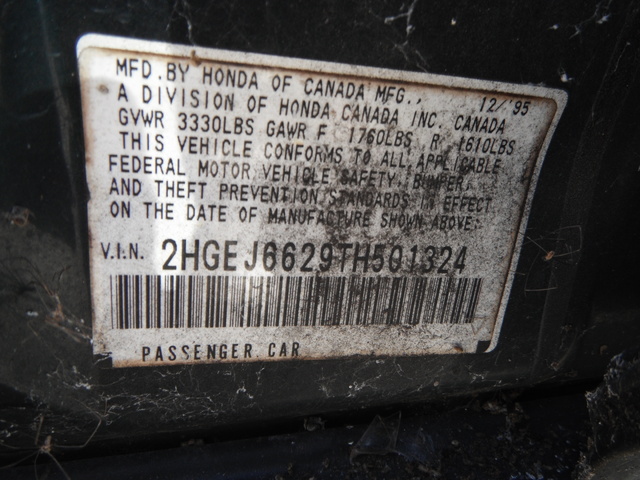 MFD.BY HONDA OF CANADA MFG., 12/'95
A DIVISION OF HONDA CANADA INC, CANADA
GVWR 3330LBS GAWR F 1760LBS R 1610LBS
THIS VEHICLE CONFORMS TO ALL APPLICABLE
FEDERAL MOTOR VEHICLE SAFETY, BUMPER,
AND THEFT PREVENTION STANDARDS IN EFFECT
ON THE DATE OF MANUFACTURE SHOWN ABOVE.
V.I.N. 2HGEJ6629TH501324
PASSENGER CAR